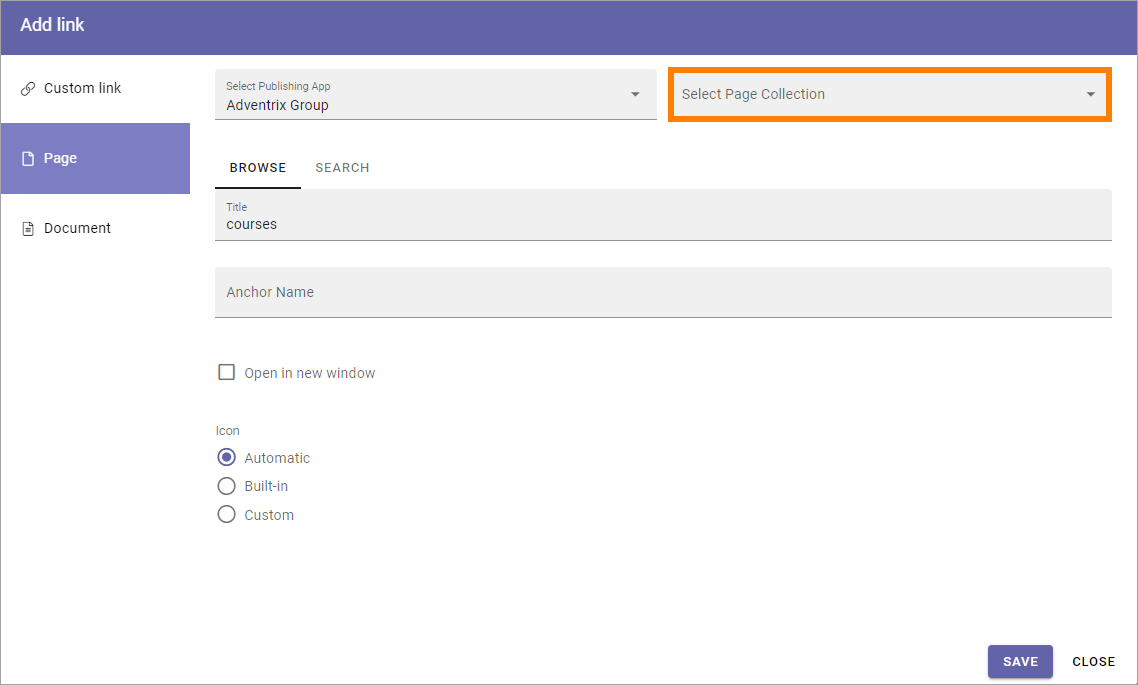 Add link
Custom link
Page
Document
Select Publishing App
Adventrix Group
Select Page Collection
BROWSE
SEARCH
Title
courses
Anchor Name
Open in new window
Icon
Automatic
Built-in
Custom
SAVE
CLOSE